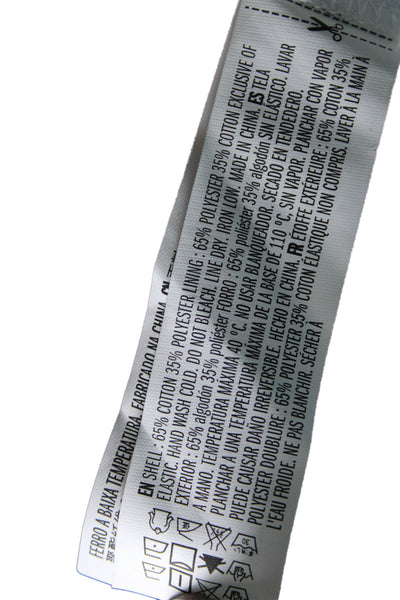 EN SHELL : 65% COTTON 35% POLYESTER LINING : 65% POLYESTER 35% COTTON EXCLUSIVE OF
ELASTIC. HAND WASH COLD. DO NOT BLEACH. LINE DRY. IRON LOW. MADE IN CHINA. ES TELA
EXTERIOR : 65% algodón 35% poliéster FORRO : 65% poliéster 35% algodón SIN ELASTICO. LAVAR
A MANO. TEMPERATURA MÁXIMA 40 °C. NO USAR BLANQUEADOR. SECADO EN TENDEDERO.
PLANCHAR A UNA TEMPERATURA MÁXIMA DE LA BASE DE 110 °C, SIN VAPOR. PLANCHAR CON VAPOR
PUEDE CAUSAR DAÑO IRREVERSIBLE. HECHO EN CHINA. FR ETOFFE EXTÉRIEURE : 65% COTON 35%
POLYESTER DOUBLURE : 65% POLYESTER 35% COTON ÉLASTIQUE NON COMPRIS. LAVER À LA MAIN À
L'EAU FROIDE. NE PAS BLANCHIR. SÉCHER À
FERRO A BAIXA TEMPERATURA. FABRICADO NA CHINA. CN
30